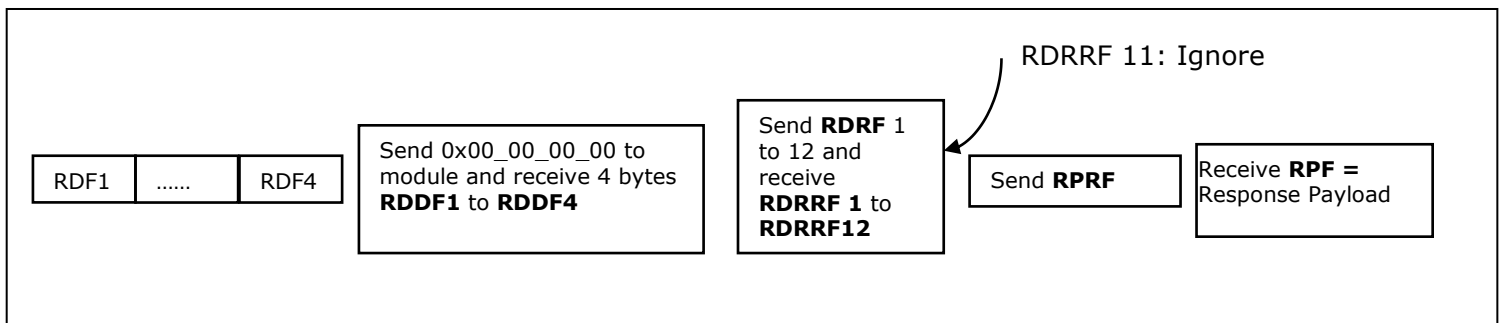 RDRRF 11: Ignore
RDF1
......
RDF4
Send 0x00_00_00_00 to
module and receive 4 bytes
RDDF1 to RDDF4
Send RDRF 1
to 12 and
receive
RDRRF 1 to
RDRRF12
Send RPRF
Receive RPF =
Response Payload